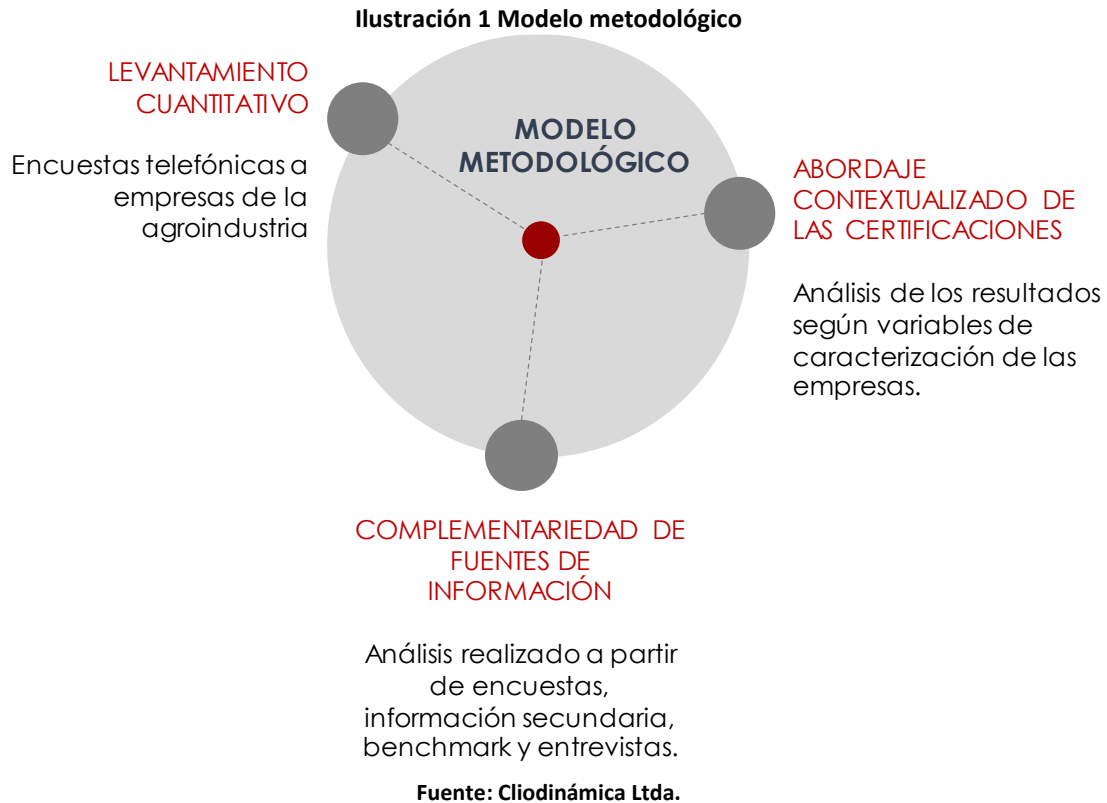 Ilustración 1 Modelo metodológico
LEVANTAMIENTO
CUANTITATIVO
Encuestas telefónicas a
empresas de la
agroindustria
MODELO
METODOLÓGICO
ABORDAJE
CONTEXTUALIZADO DE
LAS CERTIFICACIONES
Análisis de los resultados
según variables de
caracterización de las
empresas.
COMPLEMENTARIEDAD DE
FUENTES DE
INFORMACIÓN
Análisis realizado a partir
de encuestas,
información secundaria,
benchmark y entrevistas.
Fuente: Cliodinámica Ltda.